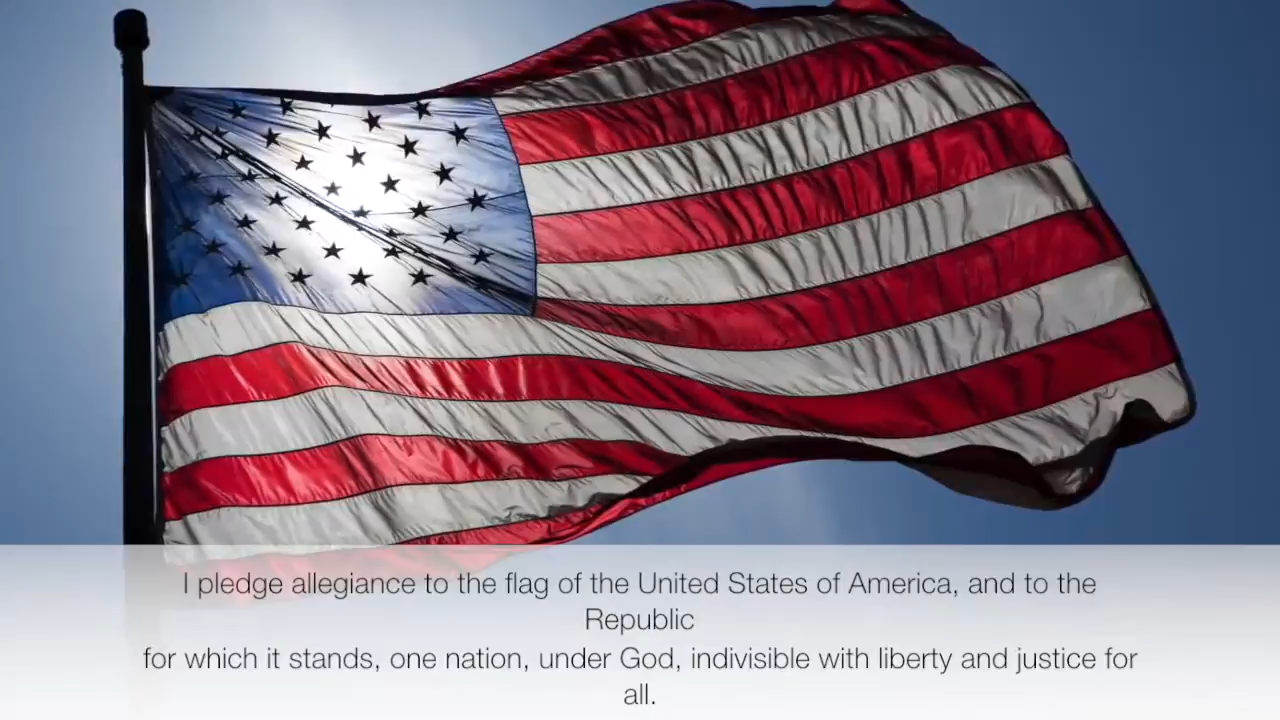 I pledge allegiance to the flag of the United States of America, and to the
Republic
for which it stands, one nation, under God, indivisible with liberty and justice for
all.